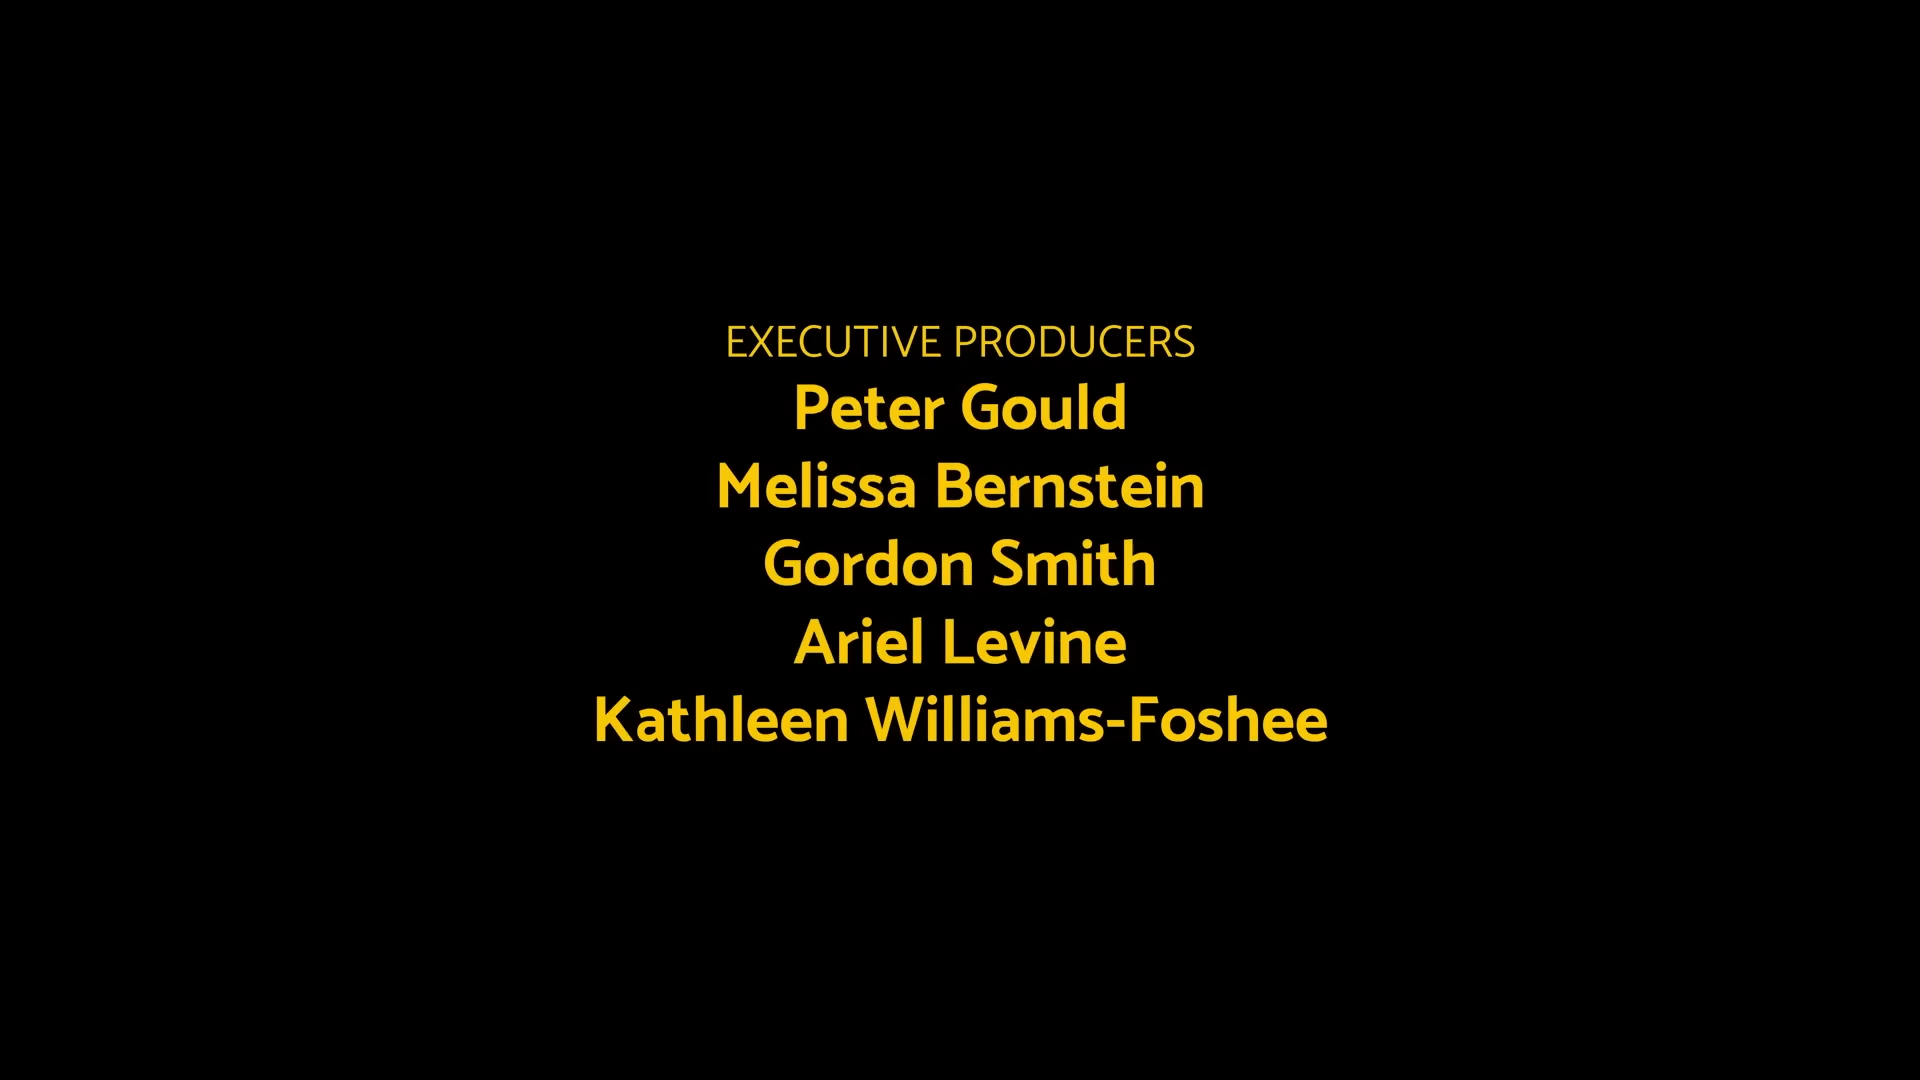 EXECUTIVE PRODUCERS
Peter Gould
Melissa Bernstein
Gordon Smith
Ariel Levine
Kathleen Williams-Foshee